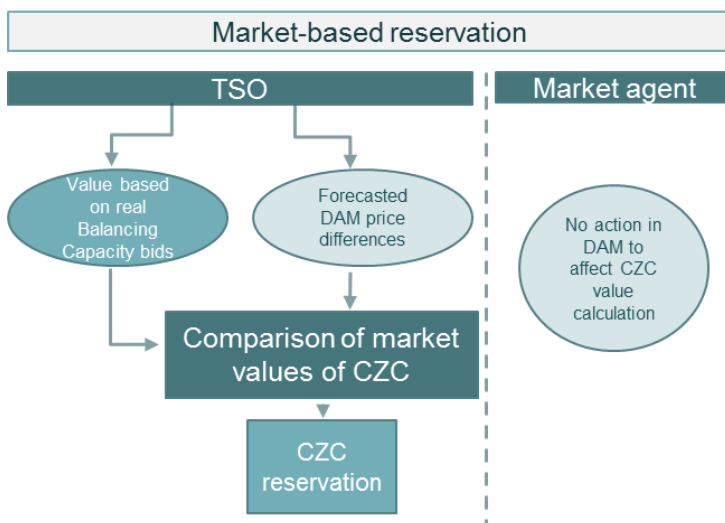 Market-based reservation
TSO
Market agent
Value based
on real
Balancing
Capacity bids
Forecasted
DAM price
differences
No action in
DAM to
affect CZC
value
calculation
Comparison of market
values of CZC
CZC
reservation